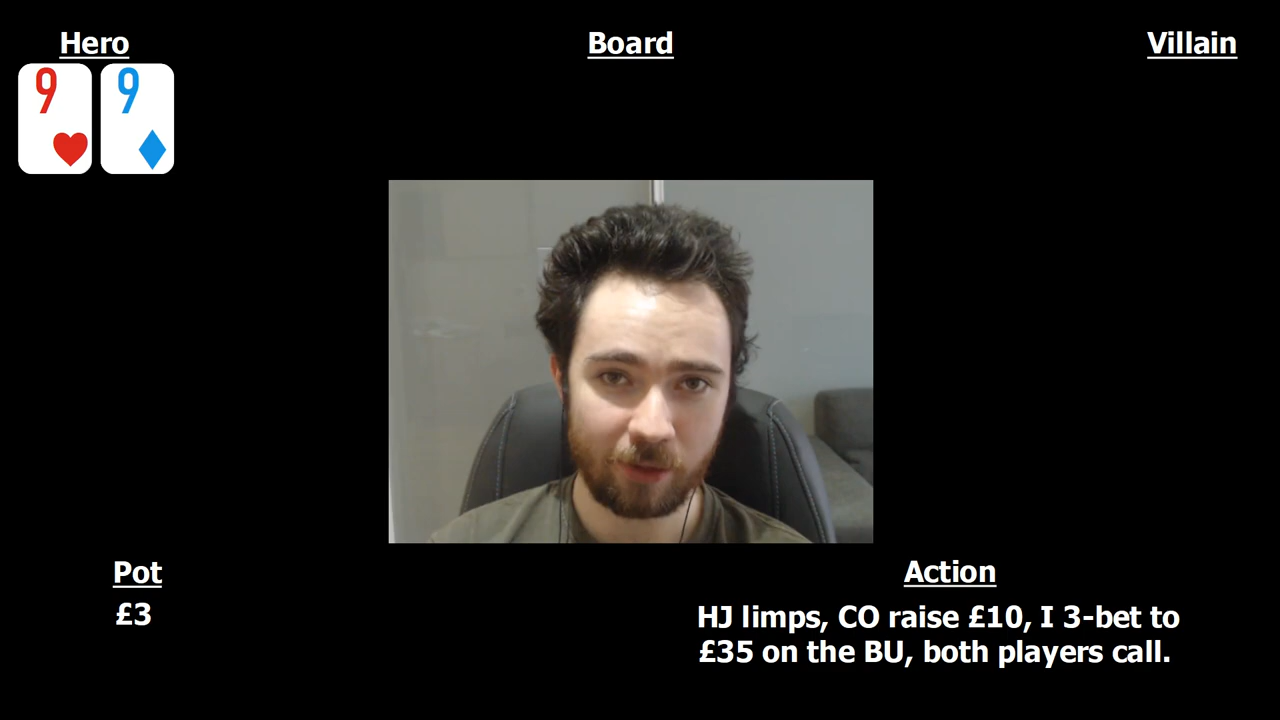 Hero
Board
Villain
9 9
Pot
£3
Action
HJ limps, CO raise £10, I 3-bet to
£35 on the BU, both players call.